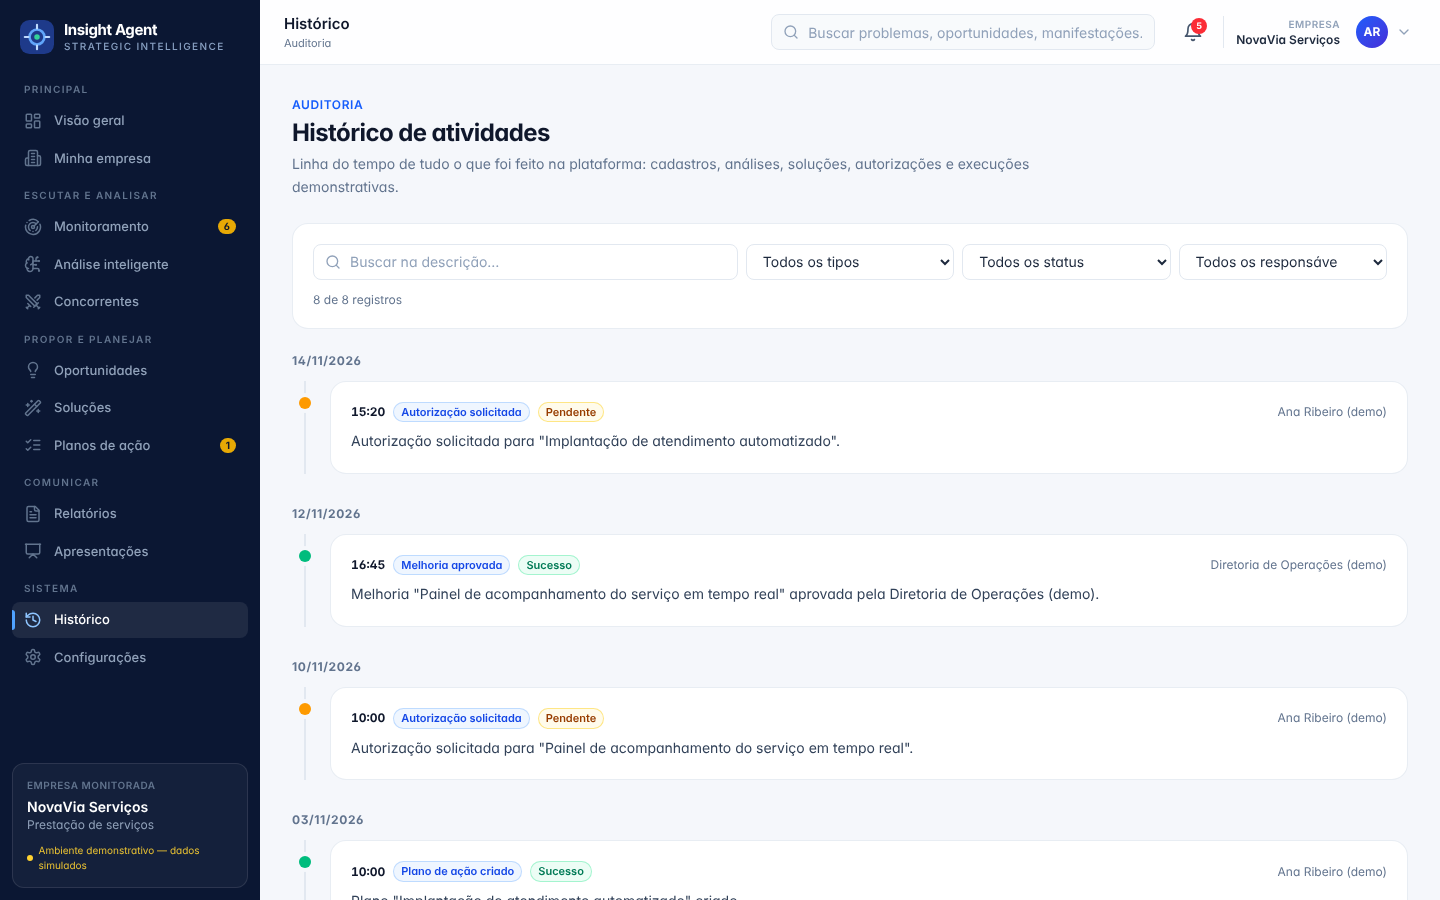 Insight Agent
STRATEGIC INTELLIGENCE
PRINCIPAL
Visão geral
Minha empresa
ESCUTAR E ANALISAR
Monitoramento
6
Análise inteligente
Concorrentes
PROPOR E PLANEJAR
Oportunidades
Soluções
Planos de ação
1
COMUNICAR
Relatórios
Apresentações
SISTEMA
Histórico
Configurações
EMPRESA MONITORADA
NovaVia Serviços
Prestação de serviços
Ambiente demonstrativo — dados
simulados
Histórico
Auditoria
Buscar problemas, oportunidades, manifestações.
5
EMPRESA
NovaVia Serviços
AR
AUDITORIA
Histórico de atividades
Linha do tempo de tudo o que foi feito na plataforma: cadastros, análises, soluções, autorizações e execuções
demonstrativas.
Buscar na descrição...
Todos os tipos
Todos os status
Todos os responsáve
8 de 8 registros
14/11/2026
15:20 Autorização solicitada Pendente
Ana Ribeiro (demo)
Autorização solicitada para "Implantação de atendimento automatizado".
12/11/2026
16:45 Melhoria aprovada Sucesso
Diretoria de Operações (demo)
Melhoria "Painel de acompanhamento do serviço em tempo real" aprovada pela Diretoria de Operações (demo).
10/11/2026
10:00 Autorização solicitada Pendente
Ana Ribeiro (demo)
Autorização solicitada para "Painel de acompanhamento do serviço em tempo real".
03/11/2026
10:00 Plano de ação criado Sucesso
Ana Ribeiro (demo)
Plano "Implantação de atendimento automatizado" criado.